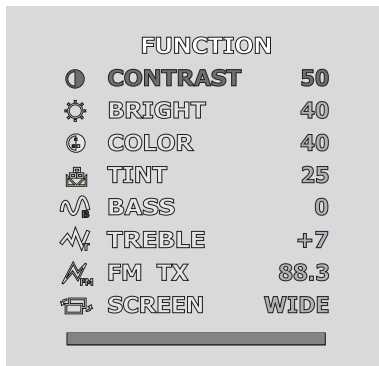 FUNCTION
CONTRAST 50
BRIGHT 40
COLOR 40
TINT 25
B BASS 0
T TREBLE +7
FM FM TX 88.3
SCREEN WIDE